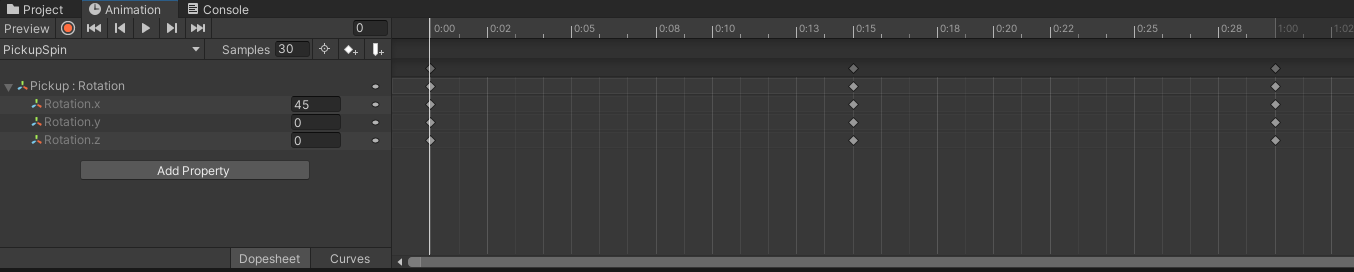 Project Animation Console
Preview 0 0:00 0:02 0:05 0:08 0:10 0:13 0:15 0:18 0:20 0:22 0:25 0:28 1:00 1:02
PickupSpin Samples 30
Pickup : Rotation
Rotation.x 45
Rotation.y 0
Rotation.z 0
Add Property
Dopesheet Curves